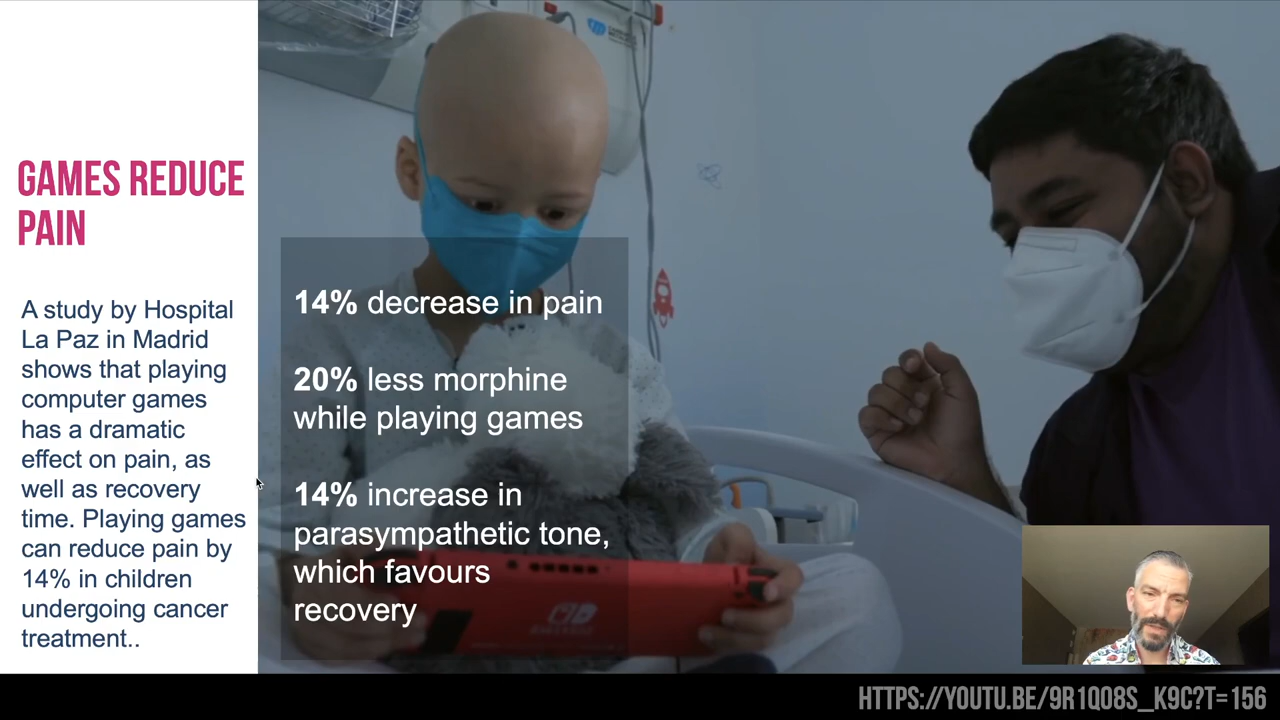 GAMES REDUCE
PAIN
A study by Hospital
La Paz in Madrid
shows that playing
computer games
has a dramatic
effect on pain, as
well as recovery
time. Playing games
can reduce pain by
14% in children
undergoing cancer
treatment..
14% decrease in pain
20% less morphine
while playing games
14% increase in
parasympathetic tone,
which favours
recovery
HTTPS://YOUTU.BE/9R1Q08S_K9C?T=156